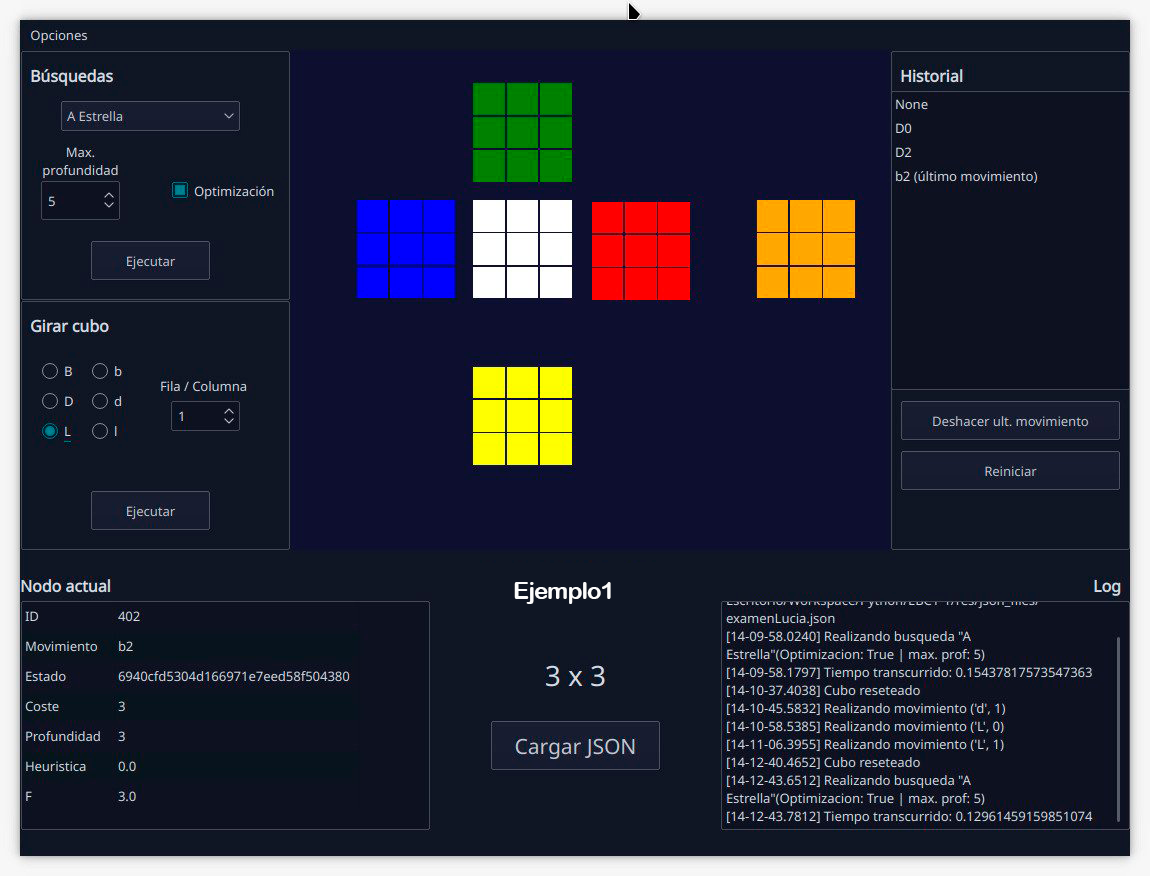 Opciones
Búsquedas
A Estrella
Max.
profundidad
5
Optimización
Ejecutar
Girar cubo
B
b
D
d
L
l
Fila / Columna
1
Ejecutar
Historial
None
D0
D2
b2 (último movimiento)
Deshacer ult. movimiento
Reiniciar
Nodo actual
ID 402
Movimiento b2
Estado 6940cfd5304d166971e7eed58f504380
Coste 3
Profundidad 3
Heuristica 0.0
F 3.0
Ejemplo1
3 x 3
Cargar JSON
Log
examenLucia.json
[14-09-58.0240] Realizando busqueda "A
Estrella"(Optimizacion: True | max. prof: 5)
[14-09-58.1797] Tiempo transcurrido: 0.15437817573547363
[14-10-37.4038] Cubo reseteado
[14-10-45.5832] Realizando movimiento ('d', 1)
[14-10-58.5385] Realizando movimiento ('L', 0)
[14-11-06.3955] Realizando movimiento ('L', 1)
[14-12-40.4652] Cubo reseteado
[14-12-43.6512] Realizando busqueda "A
Estrella"(Optimizacion: True | max. prof: 5)
[14-12-43.7812] Tiempo transcurrido: 0.12961459159851074